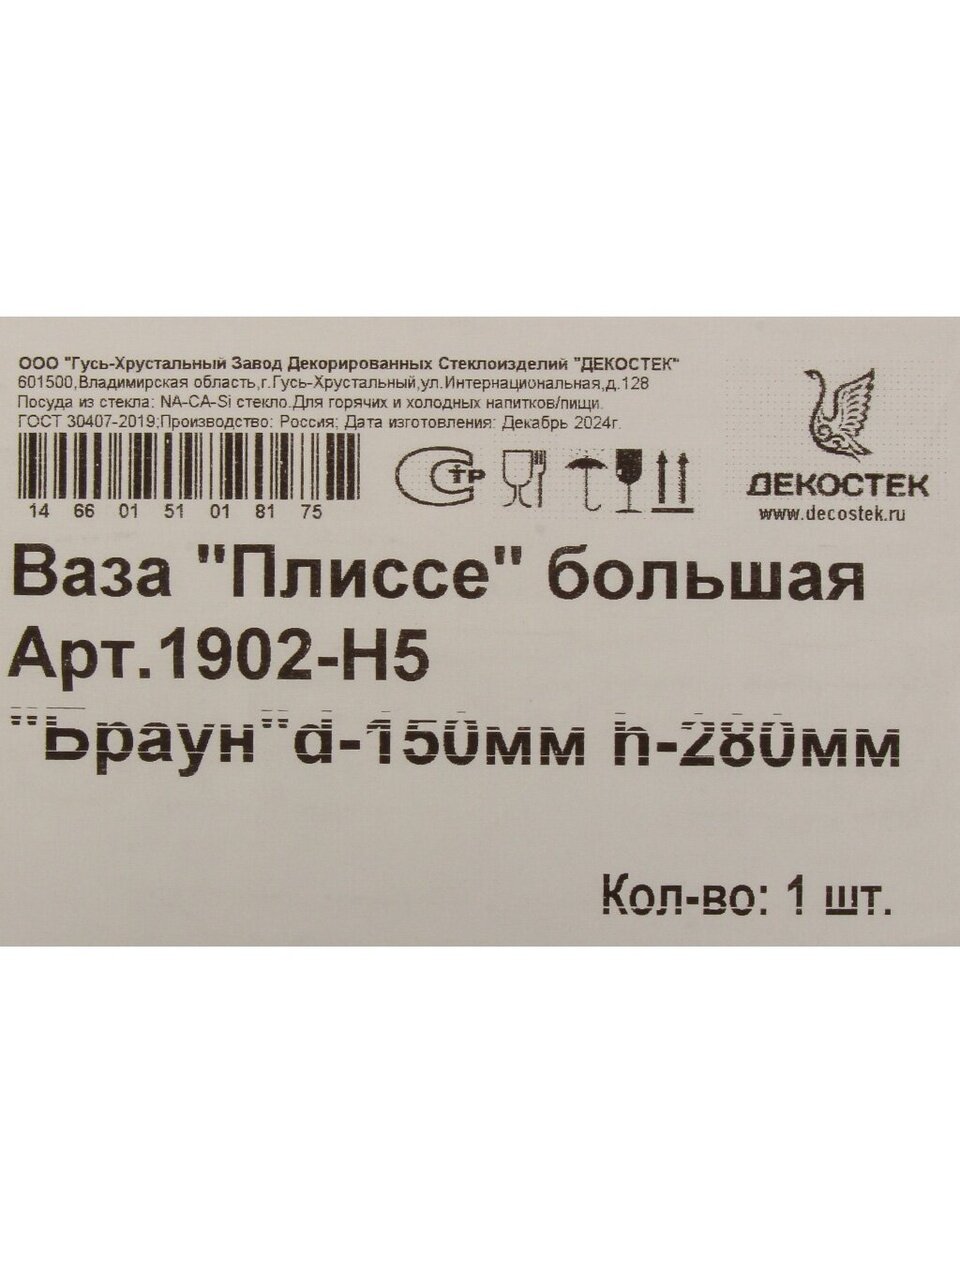 ООО "Гусь-Хрустальный Завод Декорированных Стеклоизделий "ДЕКОСТЕК"
601500,Владимирская область,г.Гусь-Хрустальный,ул.Интернациональная,д.128
Посуда из стекла: NA-CA-Si стекло.Для горячих и холодных напитков/пищи.
ГОСТ 30407-2019;Производство: Россия; Дата изготовления: Декабрь 2024г.
14 66 01 51 01 81 75
ДЕКОСТЕК
www.decostek.ru
Ваза "Плиссе" большая
Арт.1902-Н5
"Браун"d-150мм h-280мм
Кол-во: 1 шт.